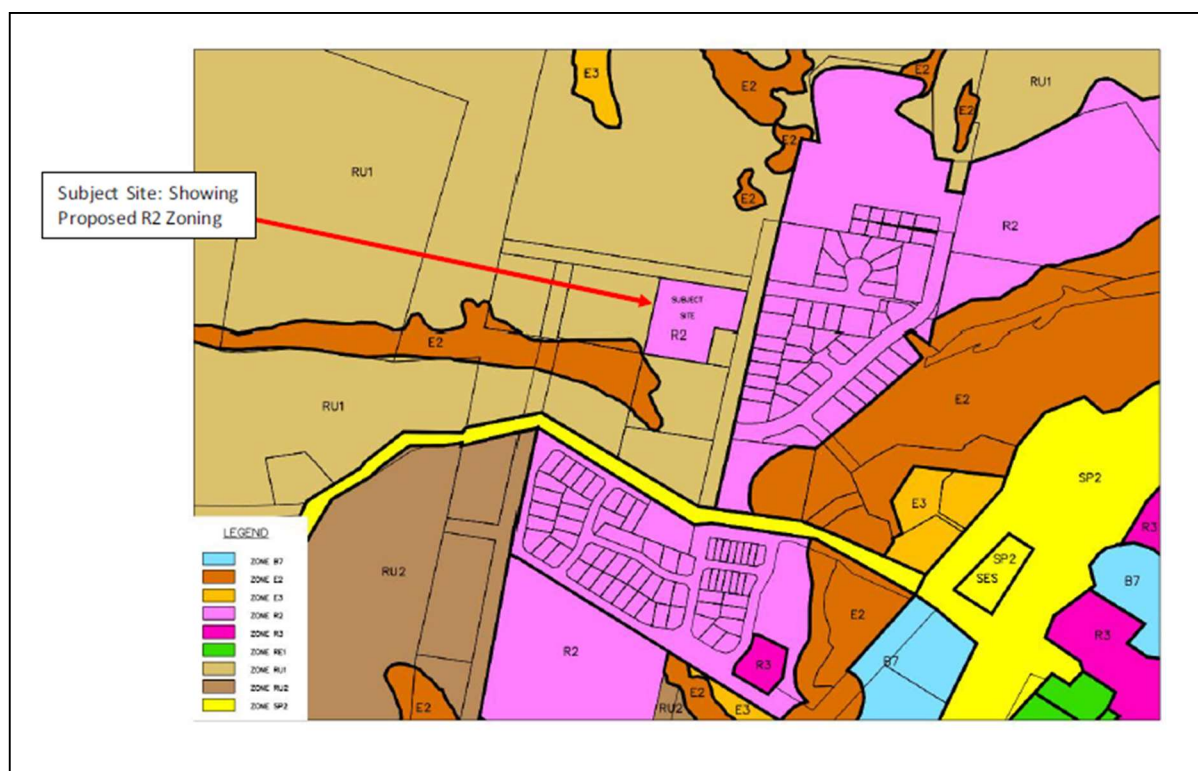 E3
E2
E2
RU1
E2
E2
RU1
Subject Site: Showing
Proposed R2 Zoning
E2
R2
SUBJECT
SITE
R2
E2
RU1
E2
SP2
E3
R3
SP2
SES
RU2
B7
E2
R3
B7
R2
R3
E2
E2
RU2
E3
LEGEND
ZONE B7
ZONE E2
ZONE E3
ZONE R2
ZONE R3
ZONE RE1
ZONE RU1
ZONE RU2
ZONE SP2